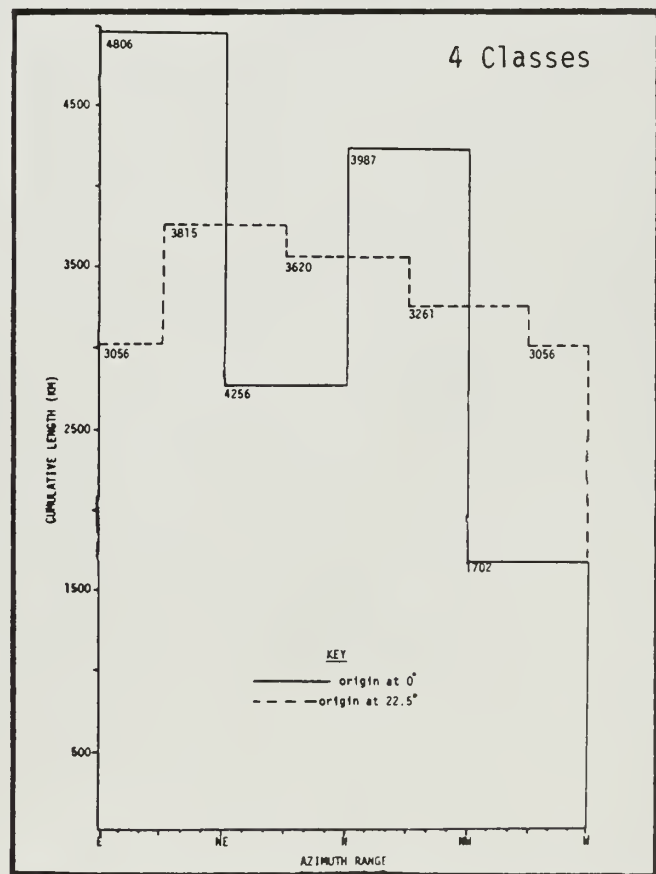 4 Classes
4806
4500
3987
3815
3500
3620
3261
3056
3056
4256
2500
CUMULATIVE LENGTH (KM)
1702
1500
KEY
origin at 0°
origin at 22.5°
500
E NE N NW W
AZIMUTH RANGE